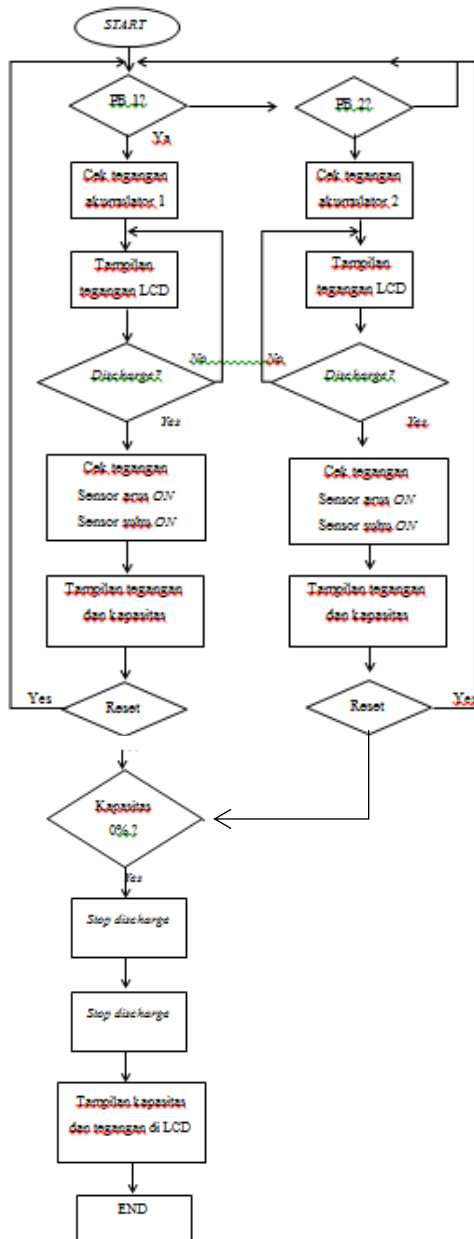 START
PB 1?
PB 2?
Ya
Cek tegangan
akumulator 1
Cek tegangan
akumulator 2
Tampilan
tegangan LCD
Tampilan
tegangan LCD
No
No
Discharge?
Discharge?
Yes
Yes
Cek tegangan
Sensor arus ON
Sensor suhu ON
Cek tegangan
Sensor arus ON
Sensor suhu ON
Tampilan tegangan
dan kapasitas
Tampilan tegangan
dan kapasitas
Yes
Reset
Reset
Yes
Kapasitas
0% ?
Yes
Stop discharge
Stop discharge
Tampilan kapasitas
dan tegangan di LCD
END